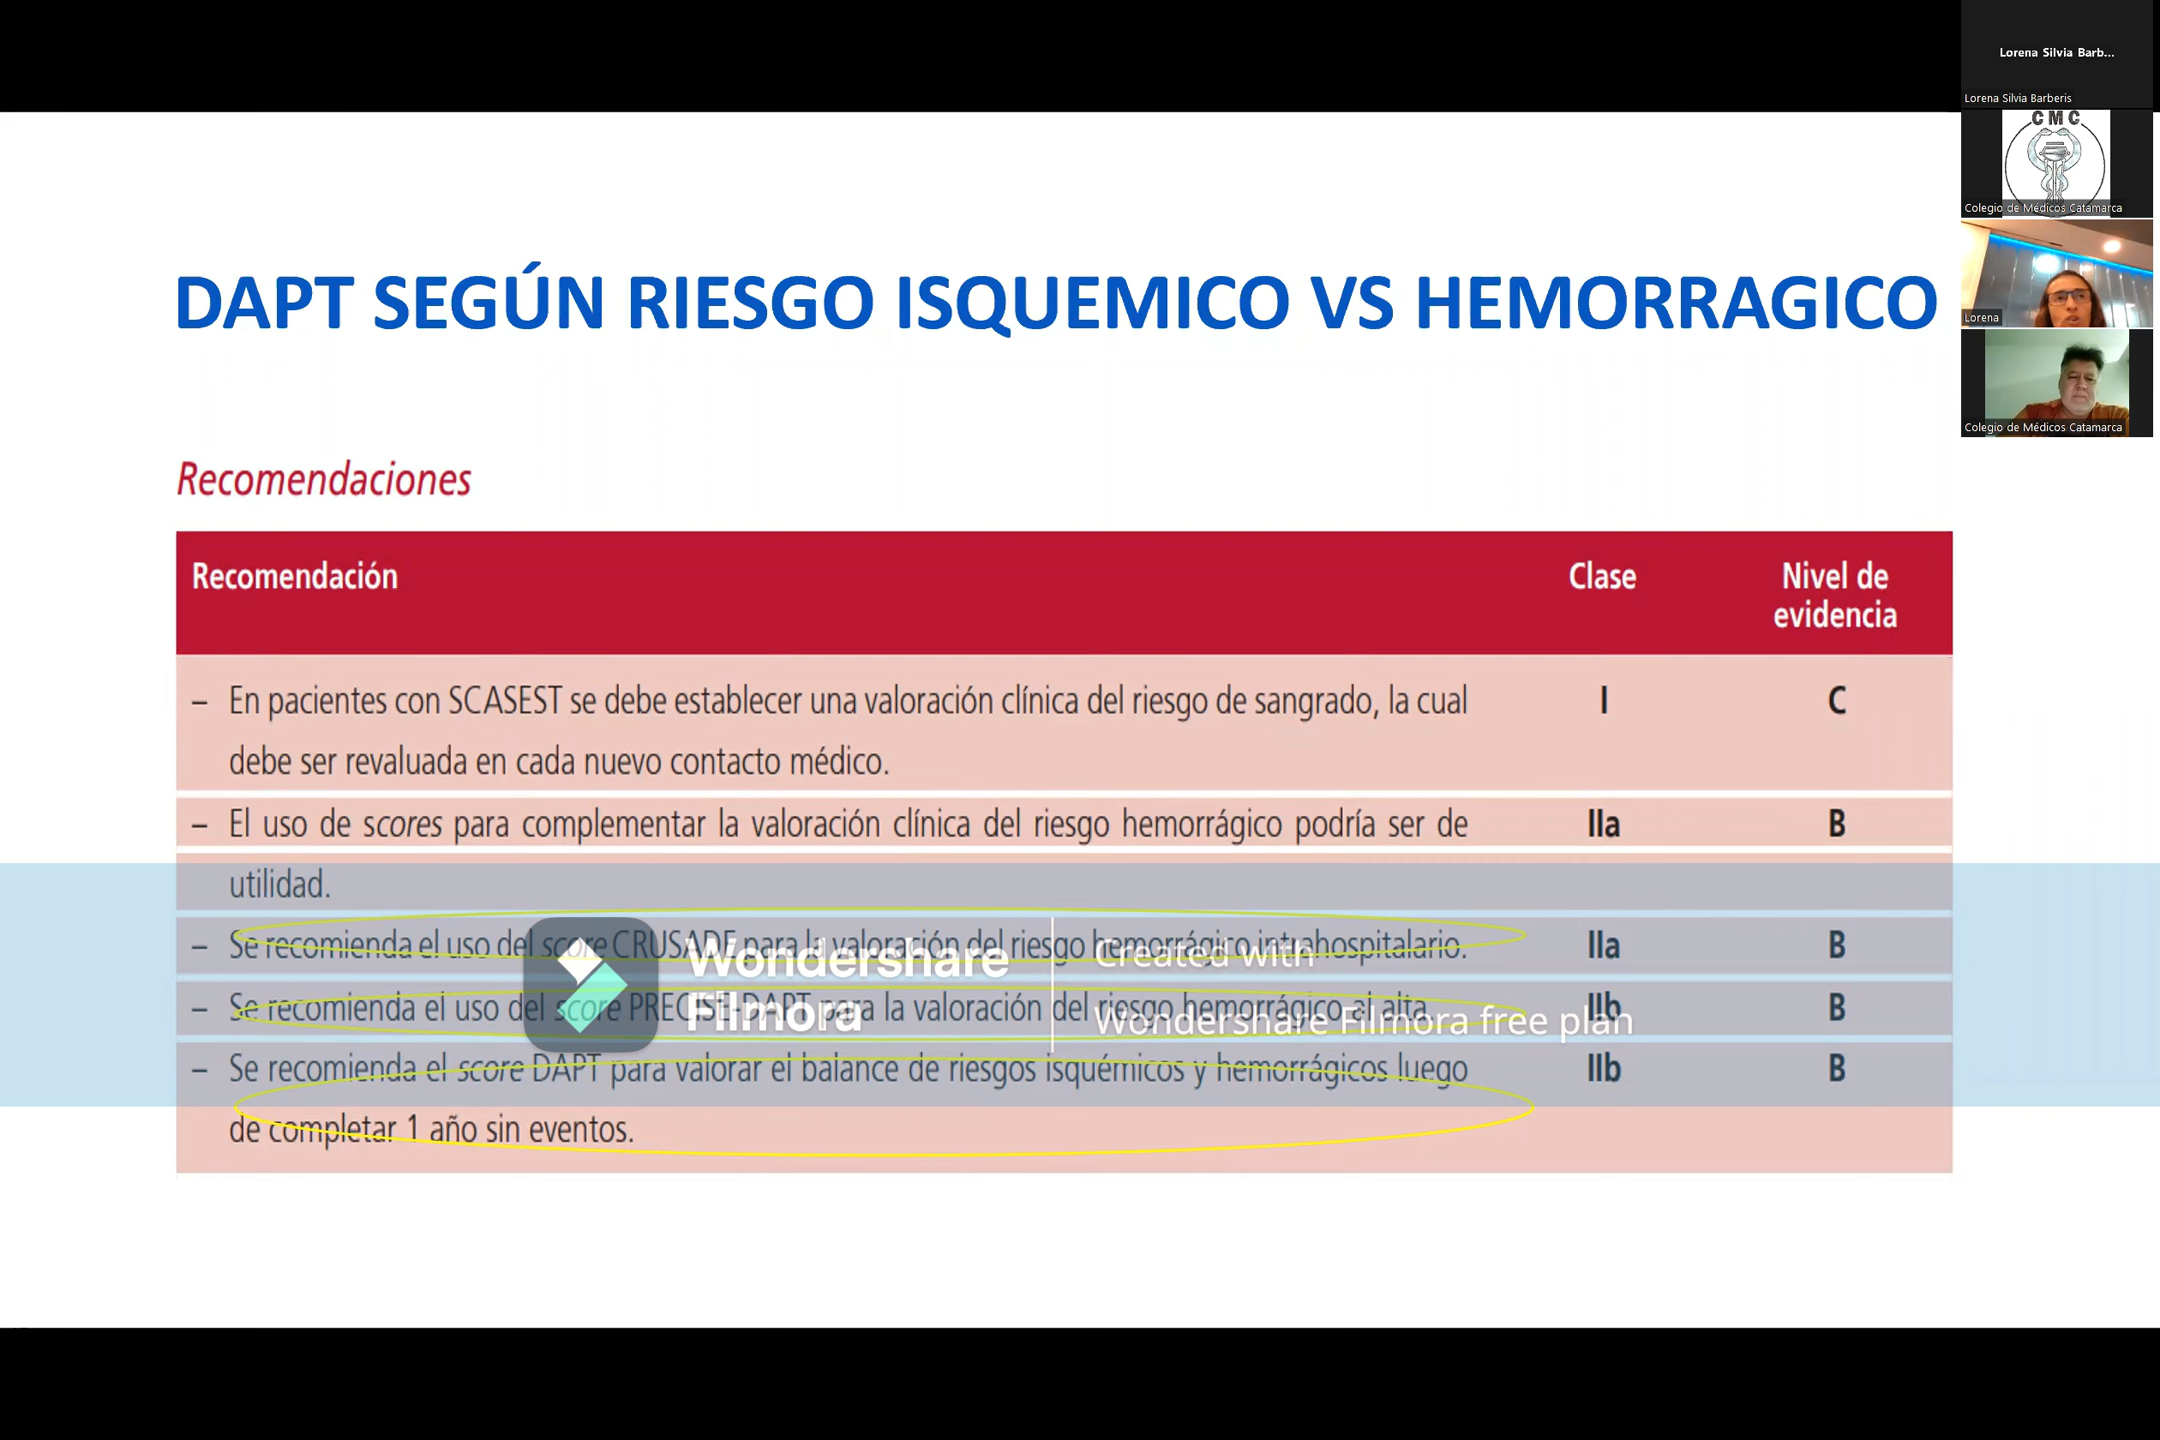 Lorena Silvia Barb...
Lorena Silvia Barberis
CMC
Colegio de Médicos Catamarca
Lorena
Colegio de Médicos Catamarca
DAPT SEGÚN RIESGO ISQUEMICO VS HEMORRAGICO
Recomendaciones
Recomendación Clase Nivel de
evidencia
– En pacientes con SCASEST se debe establecer una valoración clínica del riesgo de sangrado, la cual I C
debe ser revaluada en cada nuevo contacto médico.
– El uso de scores para complementar la valoración clínica del riesgo hemorrágico podría ser de IIa B
utilidad.
– Se recomienda el uso del score CRUSADE para la valoración del riesgo hemorrágico intrahospitalario. IIa B
– Se recomienda el uso del score PRECISE-DAPT para la valoración del riesgo hemorrágico al alta. IIb B
– Se recomienda el score DAPT para valorar el balance de riesgos isquémicos y hemorrágicos luego IIb B
de completar 1 año sin eventos.
Wondershare
Filmora
Created with
Wondershare Filmora free plan